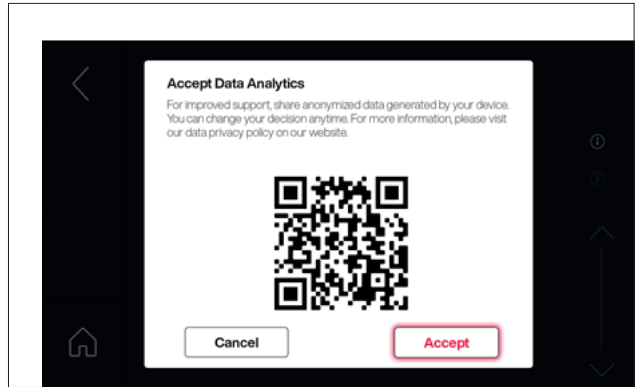 Accept Data Analytics
For improved support, share anonymized data generated by your device.
You can change your decision anytime. For more information, please visit
our data privacy policy on our website.
Cancel
Accept